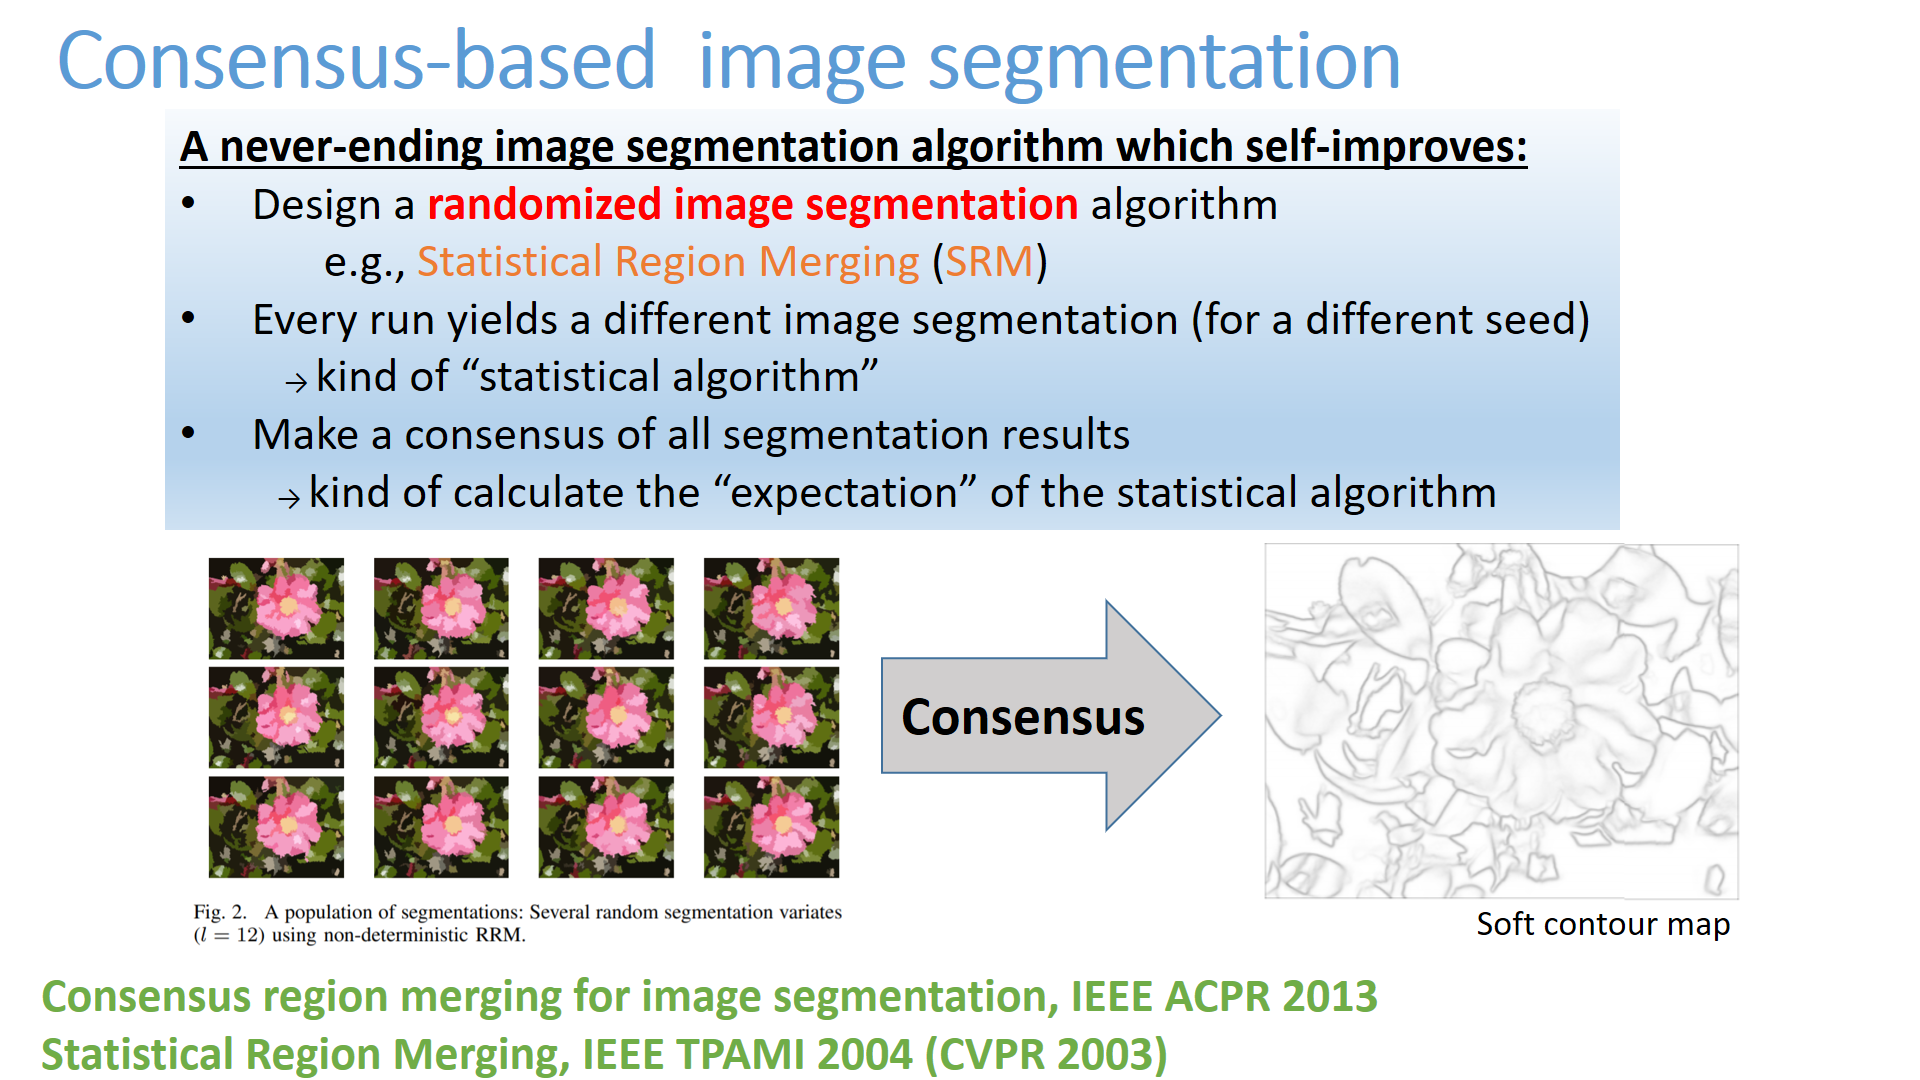 Consensus-based  image segmentation
A never-ending image segmentation algorithm which self-improves:
• Design a randomized image segmentation algorithm
e.g., Statistical Region Merging (SRM)
• Every run yields a different image segmentation (for a different seed)
→ kind of “statistical algorithm”
• Make a consensus of all segmentation results
→ kind of calculate the “expectation” of the statistical algorithm
Consensus
Fig. 2. A population of segmentations: Several random segmentation variates
(l = 12) using non-deterministic RRM.
Soft contour map
Consensus region merging for image segmentation, IEEE ACPR 2013
Statistical Region Merging, IEEE TPAMI 2004 (CVPR 2003)